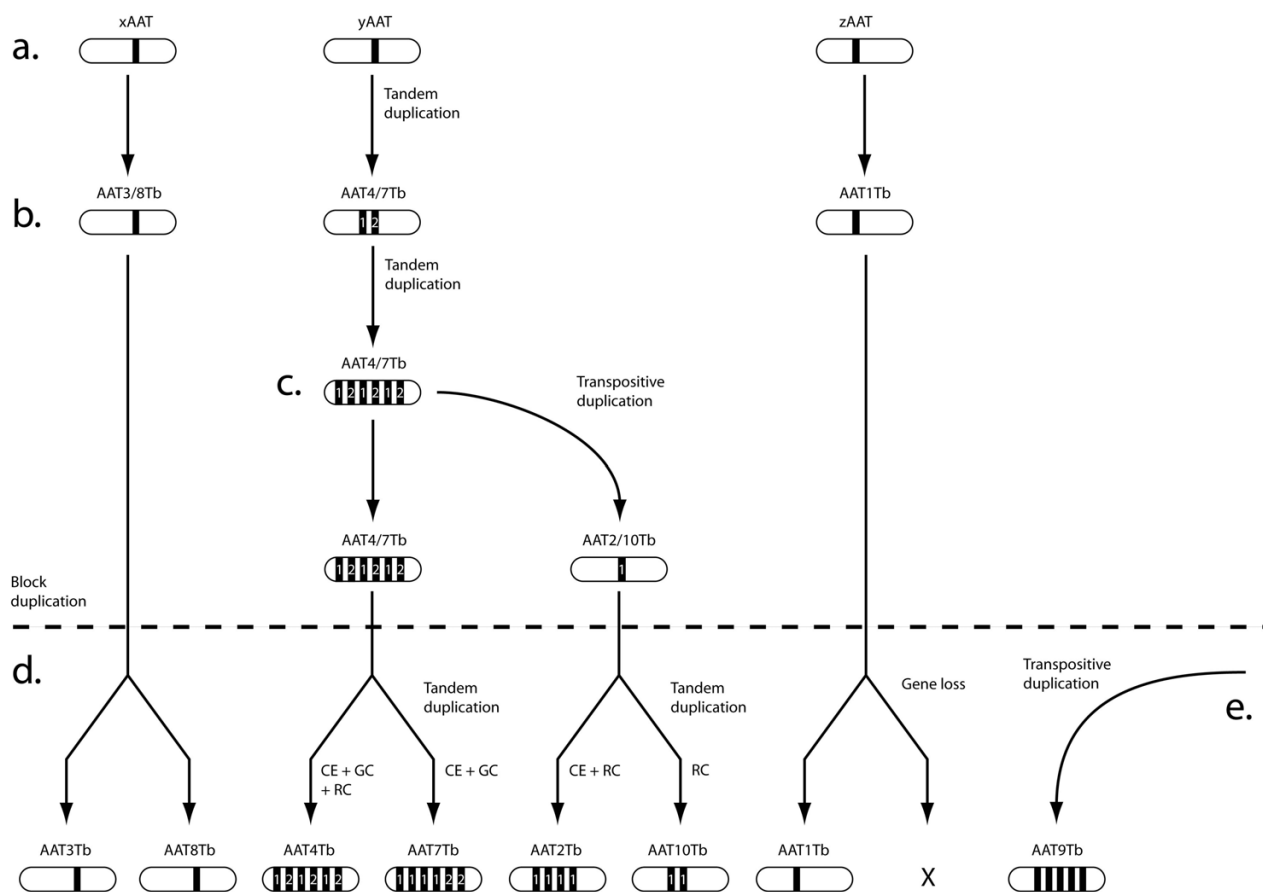 xAAT
yAAT
zAAT
a.
Tandem
duplication
AAT3/8Tb
AAT4/7Tb
AAT1Tb
b.
1 2
Tandem
duplication
AAT4/7Tb
c.
1 2 1 2 1 2
Transpositive
duplication
AAT4/7Tb
AAT2/10Tb
1 2 1 2 1 2
1
Block
duplication
d.
Tandem
duplication
Tandem
duplication
Gene loss
Transpositive
duplication
e.
CE + GC
+ RC
CE + GC
CE + RC
RC
AAT3Tb
AAT8Tb
AAT4Tb
AAT7Tb
AAT2Tb
AAT10Tb
AAT1Tb
AAT9Tb
1 2 1 2 1 2
1 1 1 1 2 2
1 1 1 1
1 1
X